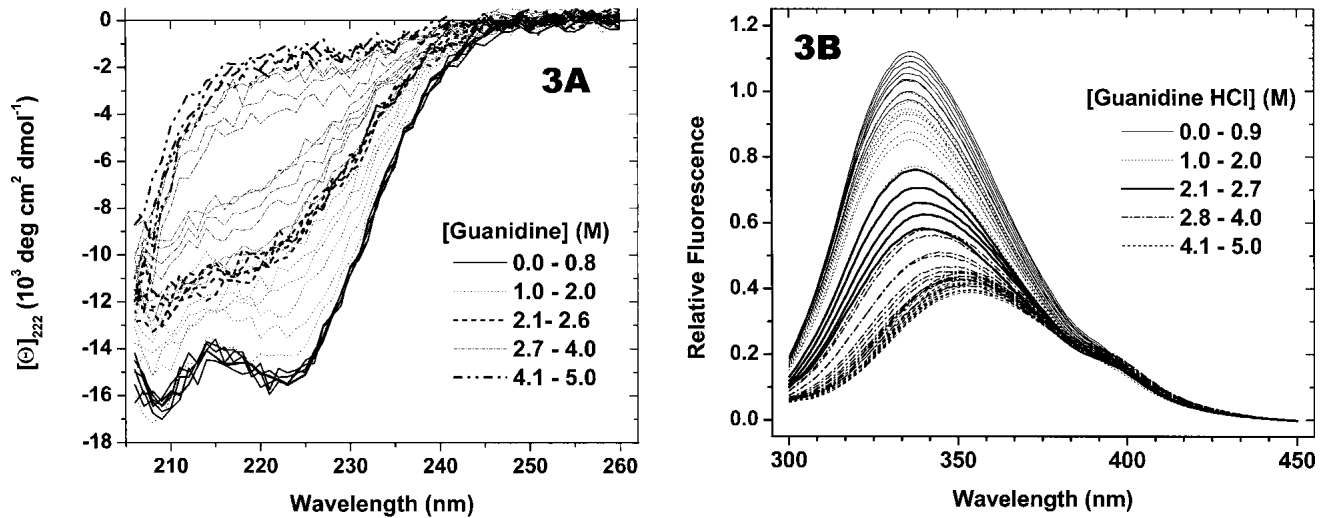 0
-2
-4
-6
-8
-10
-12
-14
-16
-18
[Θ]222 (10³ deg cm² dmol⁻¹)
3A
[Guanidine] (M)
0.0 - 0.8
1.0 - 2.0
2.1 - 2.6
2.7 - 4.0
4.1 - 5.0
210 220 230 240 250 260
Wavelength (nm)
1.2
1.0
0.8
0.6
0.4
0.2
0.0
Relative Fluorescence
3B
[Guanidine HCl] (M)
0.0 - 0.9
1.0 - 2.0
2.1 - 2.7
2.8 - 4.0
4.1 - 5.0
300 350 400 450
Wavelength (nm)